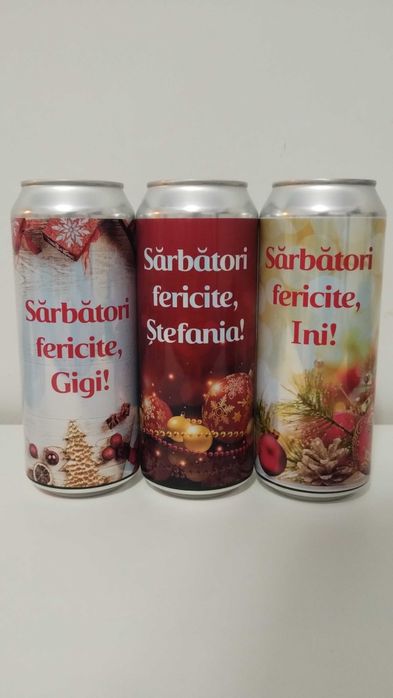 Sărbători
fericite,
Gigi!
Sărbători
fericite,
Ștefania!
Sărbători
fericite,
Ini!